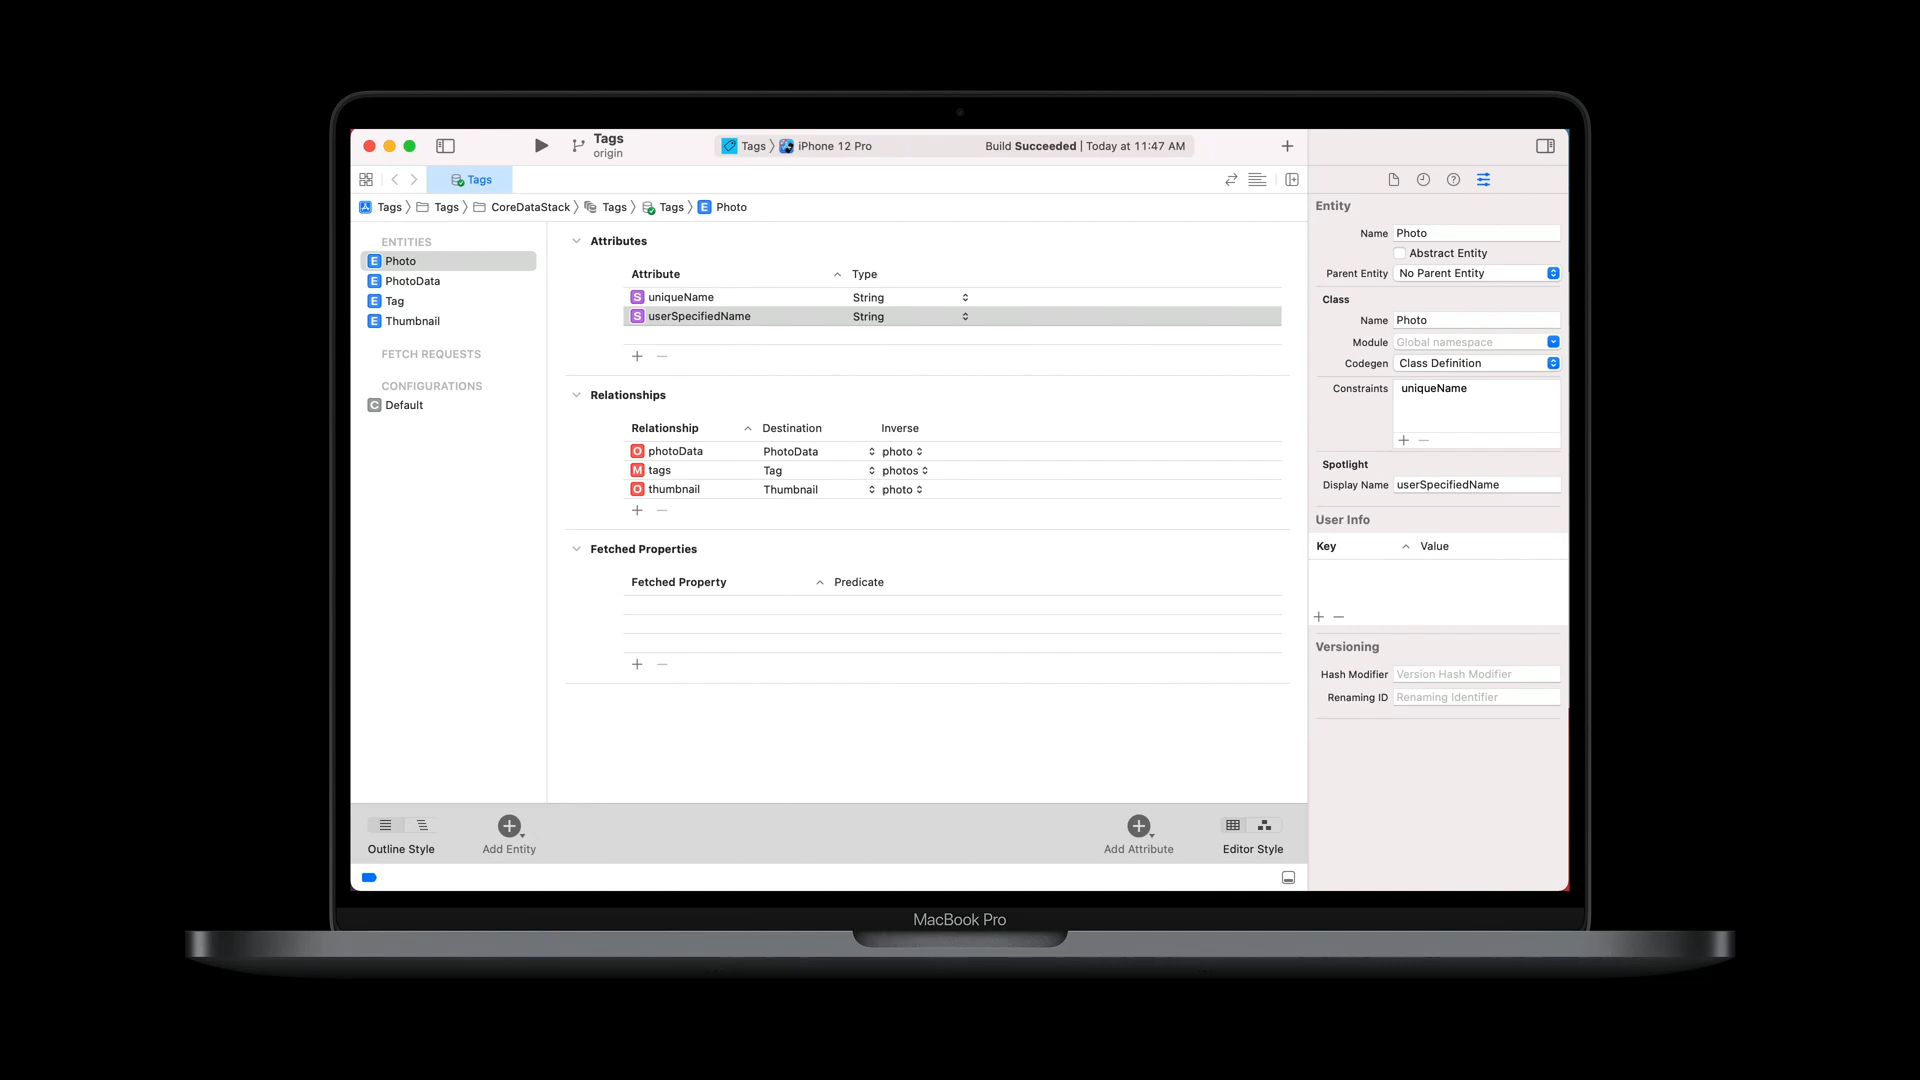 Tags
origin
Tags
iPhone 12 Pro
Build Succeeded | Today at 11:47 AM
Tags
Tags
Tags
CoreDataStack
Tags
Tags
E Photo
ENTITIES
E Photo
E PhotoData
E Tag
E Thumbnail
FETCH REQUESTS
CONFIGURATIONS
C Default
Attributes
Attribute Type
S uniqueName String
S userSpecifiedName String
Relationships
Relationship Destination Inverse
O photoData PhotoData photo
M tags Tag photos
O thumbnail Thumbnail photo
Fetched Properties
Fetched Property Predicate
Outline Style
Add Entity
Add Attribute
Editor Style
Entity
Name Photo
Abstract Entity
Parent Entity No Parent Entity
Class
Name Photo
Module Global namespace
Codegen Class Definition
Constraints uniqueName
Spotlight
Display Name userSpecifiedName
User Info
Key Value
Versioning
Hash Modifier Version Hash Modifier
Renaming ID Renaming Identifier
MacBook Pro